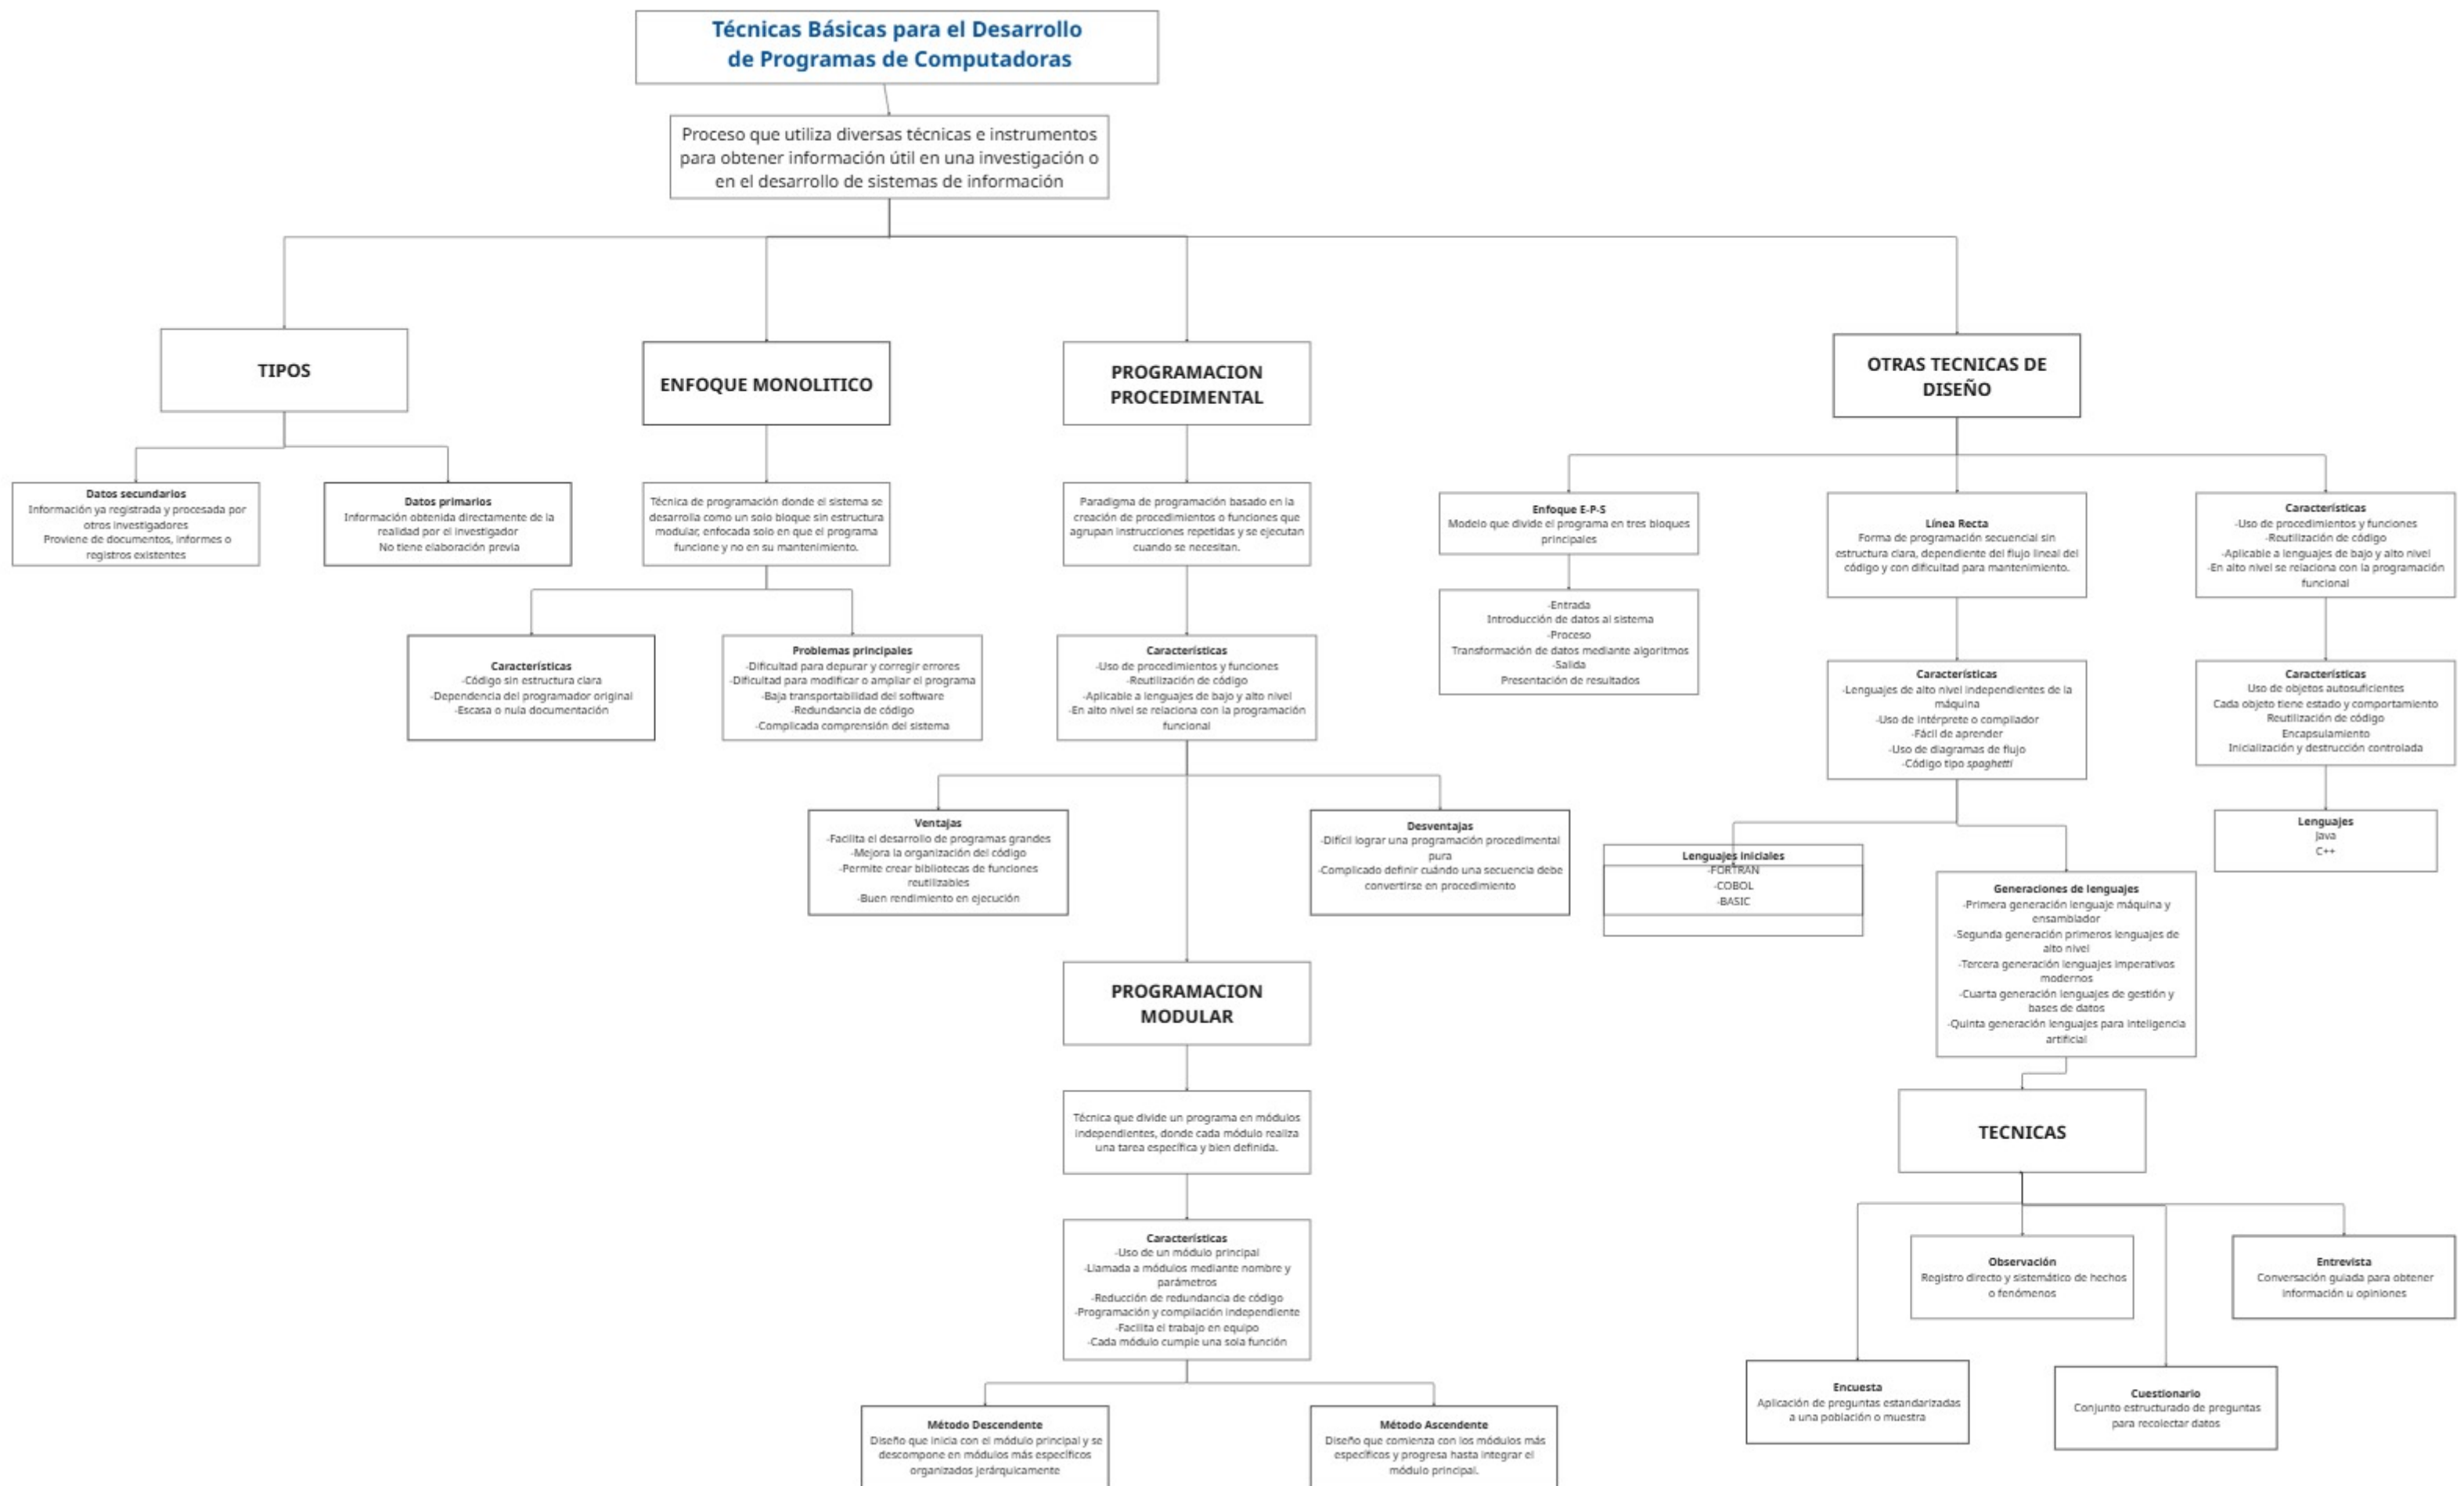 Técnicas Básicas para el Desarrollo
de Programas de Computadoras
Proceso que utiliza diversas técnicas e instrumentos
para obtener información útil en una investigación o
en el desarrollo de sistemas de información
TIPOS
Datos secundarios
Información ya registrada y procesada por
otros investigadores
Proviene de documentos, informes o
registros existentes
Datos primarios
Información obtenida directamente de la
realidad por el investigador
No tiene elaboración previa
ENFOQUE MONOLITICO
Técnica de programación donde el sistema se
desarrolla como un solo bloque sin estructura
modular, enfocada solo en que el programa
funcione y no en su mantenimiento.
Características
-Código sin estructura clara
-Dependencia del programador original
-Escasa o nula documentación
Problemas principales
-Dificultad para depurar y corregir errores
-Dificultad para modificar o ampliar el programa
-Baja transportabilidad del software
-Redundancia de código
-Complicada comprensión del sistema
PROGRAMACION
PROCEDIMENTAL
Paradigma de programación basado en la
creación de procedimientos o funciones que
agrupan instrucciones repetidas y se ejecutan
cuando se necesitan.
Características
-Uso de procedimientos y funciones
-Reutilización de código
-Aplicable a lenguajes de bajo y alto nivel
-En alto nivel se relaciona con la programación
funcional
Ventajas
-Facilita el desarrollo de programas grandes
-Mejora la organización del código
-Permite crear bibliotecas de funciones
reutilizables
-Buen rendimiento en ejecución
Desventajas
-Difícil lograr una programación procedimental
pura
-Complicado definir cuándo una secuencia debe
convertirse en procedimiento
PROGRAMACION
MODULAR
Técnica que divide un programa en módulos
independientes, donde cada módulo realiza
una tarea específica y bien definida.
Características
-Uso de un módulo principal
-Llamada a módulos mediante nombre y
parámetros
-Reducción de redundancia de código
-Programación y compilación independiente
-Facilita el trabajo en equipo
-Cada módulo cumple una sola función
Método Descendente
Diseño que inicia con el módulo principal y se
descompone en módulos más específicos
organizados jerárquicamente
Método Ascendente
Diseño que comienza con los módulos más
específicos y progresa hasta integrar el
módulo principal.
OTRAS TECNICAS DE
DISEÑO
Enfoque E-P-S
Modelo que divide el programa en tres bloques
principales
-Entrada
Introducción de datos al sistema
-Proceso
Transformación de datos mediante algoritmos
-Salida
Presentación de resultados
Línea Recta
Forma de programación secuencial sin
estructura clara, dependiente del flujo lineal del
código y con dificultad para mantenimiento.
Características
-Lenguajes de alto nivel independientes de la
máquina
-Uso de intérprete o compilador
-Fácil de aprender
-Uso de diagramas de flujo
-Código tipo spaghetti
Lenguajes iniciales
-FORTRAN
-COBOL
-BASIC
Generaciones de lenguajes
-Primera generación lenguaje máquina y
ensamblador
-Segunda generación primeros lenguajes de
alto nivel
-Tercera generación lenguajes imperativos
modernos
-Cuarta generación lenguajes de gestión y
bases de datos
-Quinta generación lenguajes para inteligencia
artificial
Características
-Uso de procedimientos y funciones
-Reutilización de código
-Aplicable a lenguajes de bajo y alto nivel
-En alto nivel se relaciona con la programación
funcional
Características
Uso de objetos autosuficientes
Cada objeto tiene estado y comportamiento
Reutilización de código
Encapsulamiento
Inicialización y destrucción controlada
Lenguajes
Java
C++
TECNICAS
Observación
Registro directo y sistemático de hechos
o fenómenos
Entrevista
Conversación guiada para obtener
información u opiniones
Encuesta
Aplicación de preguntas estandarizadas
a una población o muestra
Cuestionario
Conjunto estructurado de preguntas
para recolectar datos